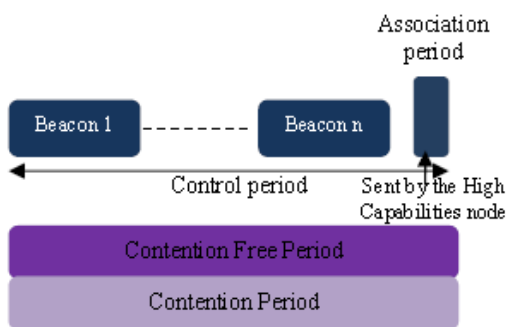 Association
period
Beacon 1
Beacon n
Control period
Sent by the High
Capabilities node
Contention Free Period
Contention Period